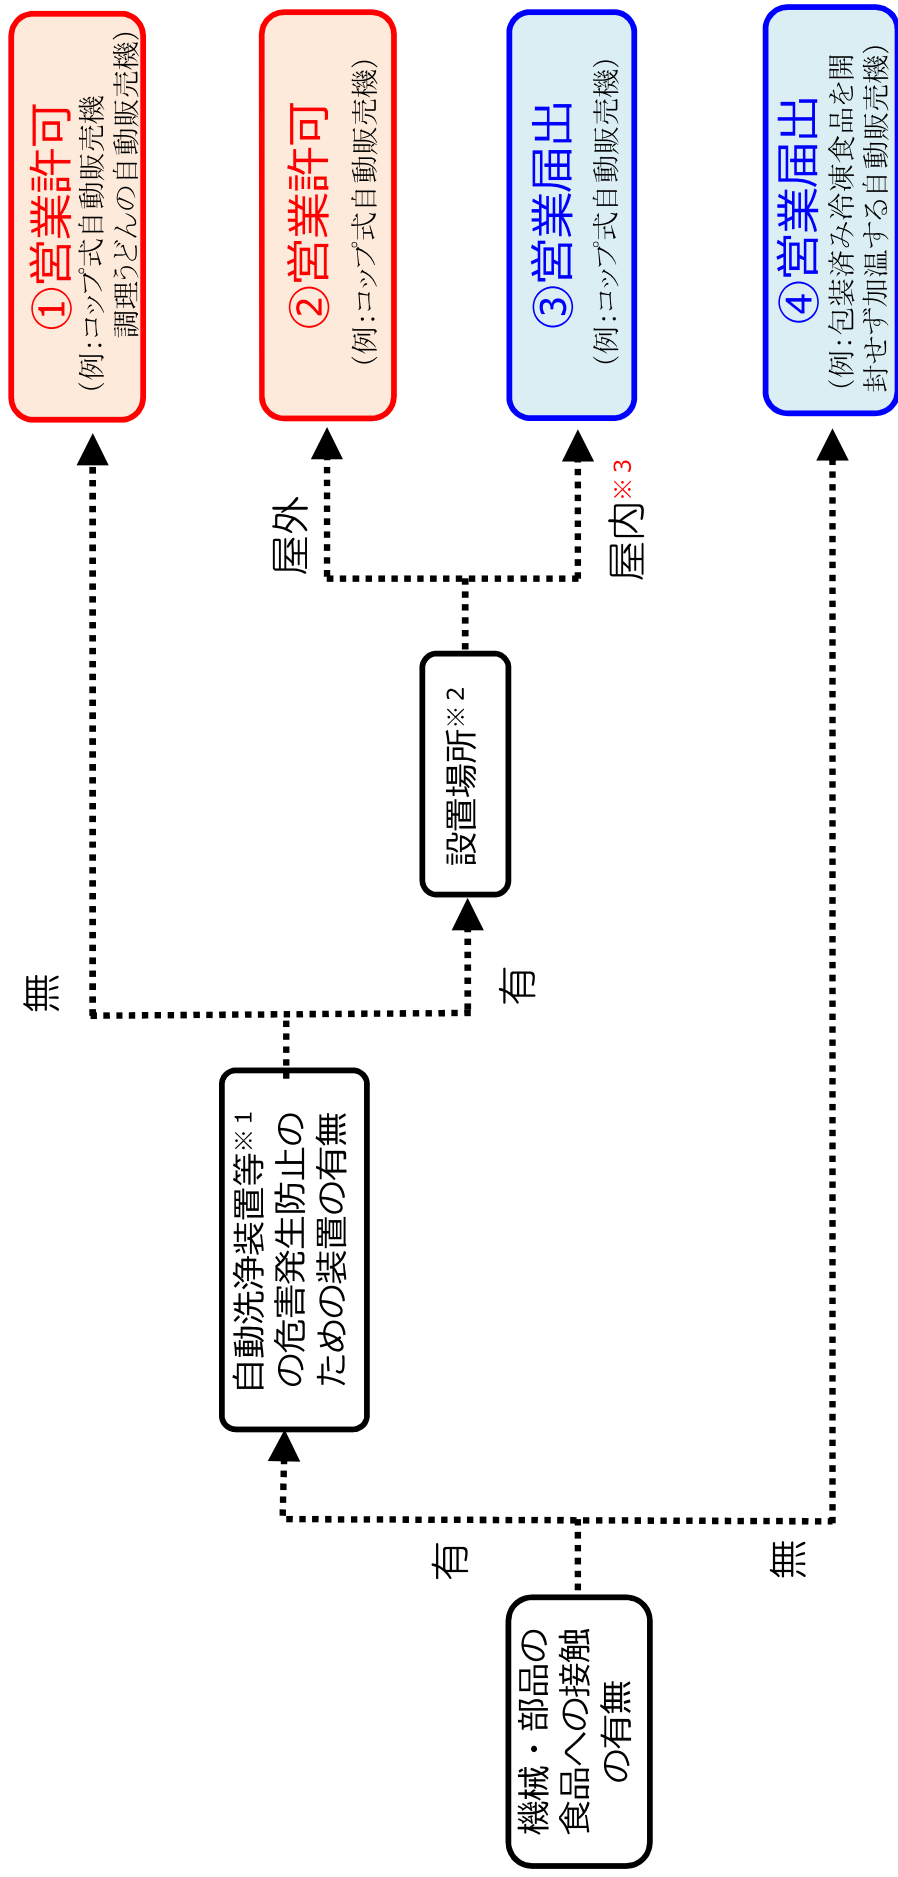 機械・部品の
食品への接触
の有無
有
無
自動洗浄装置等※1
の危害発生防止の
ための装置の有無
無
有
設置場所※2
屋外
屋内※3
①営業許可
(例：コップ式自動販売機
調理うどんの自動販売機)
②営業許可
(例：コップ式自動販売機)
③営業届出
(例：コップ式自動販売機)
④営業届出
(例：包装済み冷凍食品を開
封せず加温する自動販売機)